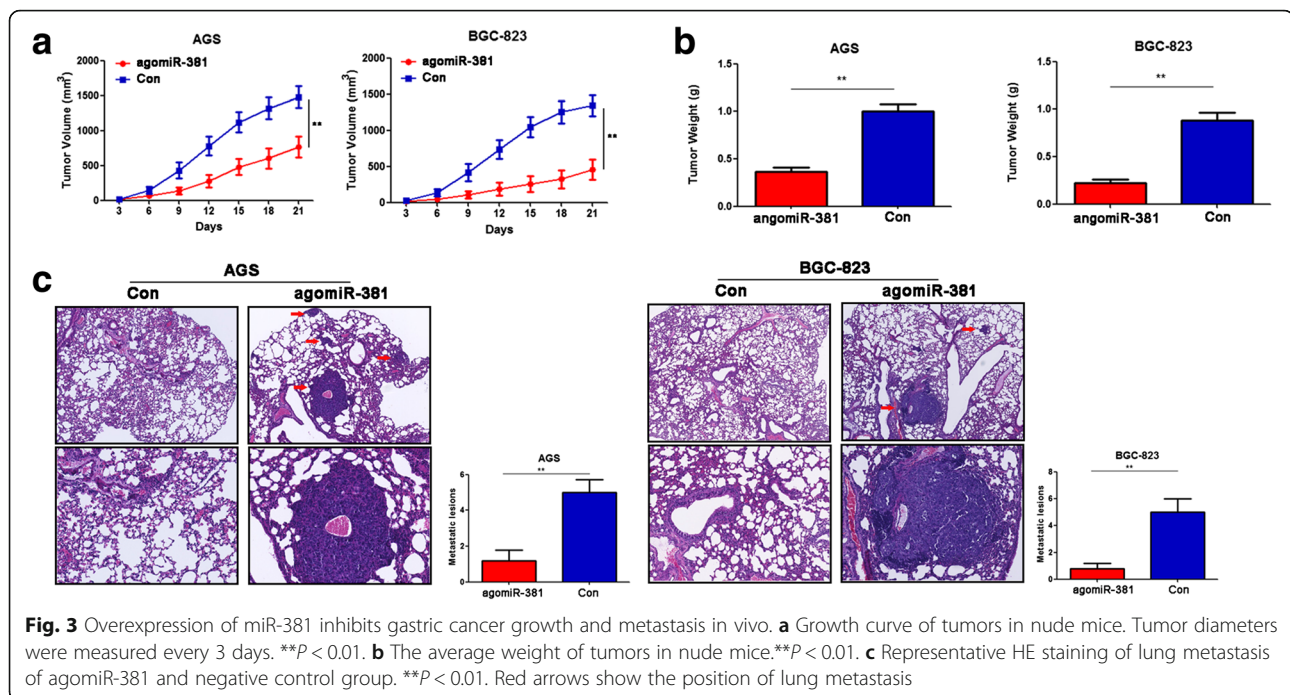 a
AGS
agomiR-381
Con
Tumor Volume (mm³)
2000
1500
1000
500
0
3 6 9 12 15 18 21
Days
**
BGC-823
agomiR-381
Con
Tumor Volume (mm³)
2000
1500
1000
500
0
3 6 9 12 15 18 21
Days
**
b
AGS
**
Tumor Weight (g)
1.5
1.0
0.5
0.0
angomiR-381 Con
BGC-823
**
Tumor Weight (g)
1.5
1.0
0.5
0.0
angomiR-381 Con
c
AGS
Con agomiR-381
AGS
**
Metastatic lesions
6
4
2
0
agomiR-381 Con
BGC-823
Con agomiR-381
BGC-823
**
Metastatic lesions
8
6
4
2
0
agomiR-381 Con
Fig. 3 Overexpression of miR-381 inhibits gastric cancer growth and metastasis in vivo. a Growth curve of tumors in nude mice. Tumor diameters
were measured every 3 days. **P < 0.01. b The average weight of tumors in nude mice.**P < 0.01. c Representative HE staining of lung metastasis
of agomiR-381 and negative control group. **P < 0.01. Red arrows show the position of lung metastasis